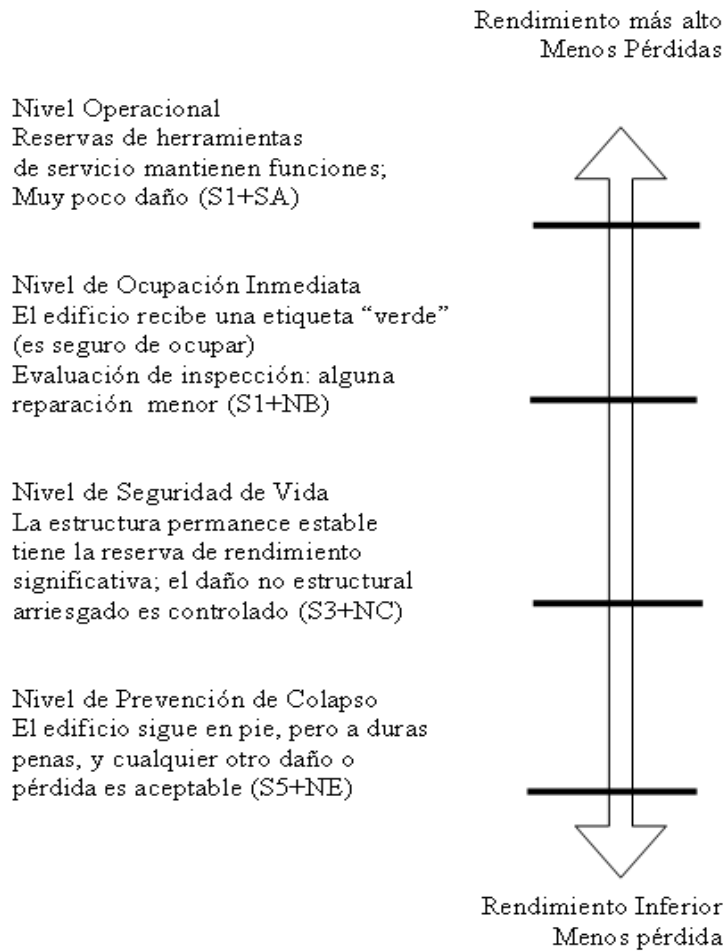 Rendimiento más alto
Menos Pérdidas
Nivel Operacional
Reservas de herramientas
de servicio mantienen funciones;
Muy poco daño (S1+SA)
Nivel de Ocupación Inmediata
El edificio recibe una etiqueta “verde”
(es seguro de ocupar)
Evaluación de inspección: alguna
reparación menor (S1+NB)
Nivel de Seguridad de Vida
La estructura permanece estable
tiene la reserva de rendimiento
significativa; el daño no estructural
arriesgado es controlado (S3+NC)
Nivel de Prevención de Colapso
El edificio sigue en pie, pero a duras
penas, y cualquier otro daño o
pérdida es aceptable (S5+NE)
Rendimiento Inferior
Menos pérdida